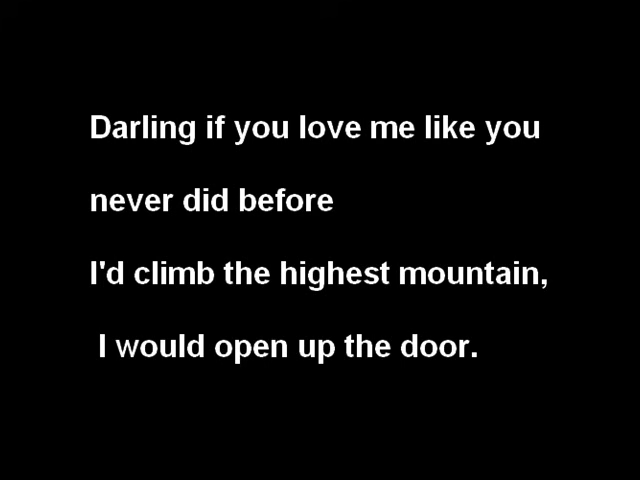 Darling if you love me like you
never did before
I'd climb the highest mountain,
I would open up the door.